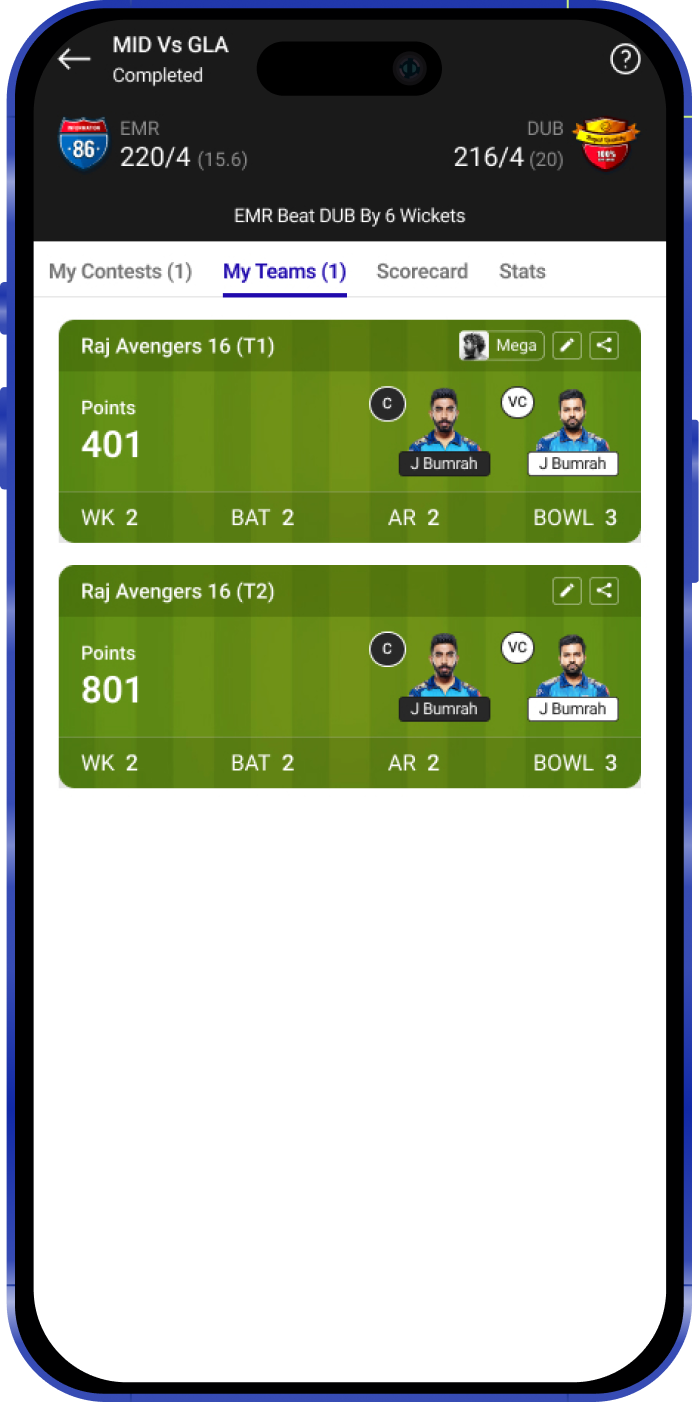 MID Vs GLA
Completed
EMR
220/4 (15.6)
DUB
216/4 (20)
INFORMATION
86
100%
EMR Beat DUB By 6 Wickets
My Contests (1) My Teams (1) Scorecard Stats
Raj Avengers 16 (T1)
Mega
Points
401
C
VC
J Bumrah
J Bumrah
WK 2 BAT 2 AR 2 BOWL 3
Raj Avengers 16 (T2)
Points
801
C
VC
J Bumrah
J Bumrah
WK 2 BAT 2 AR 2 BOWL 3